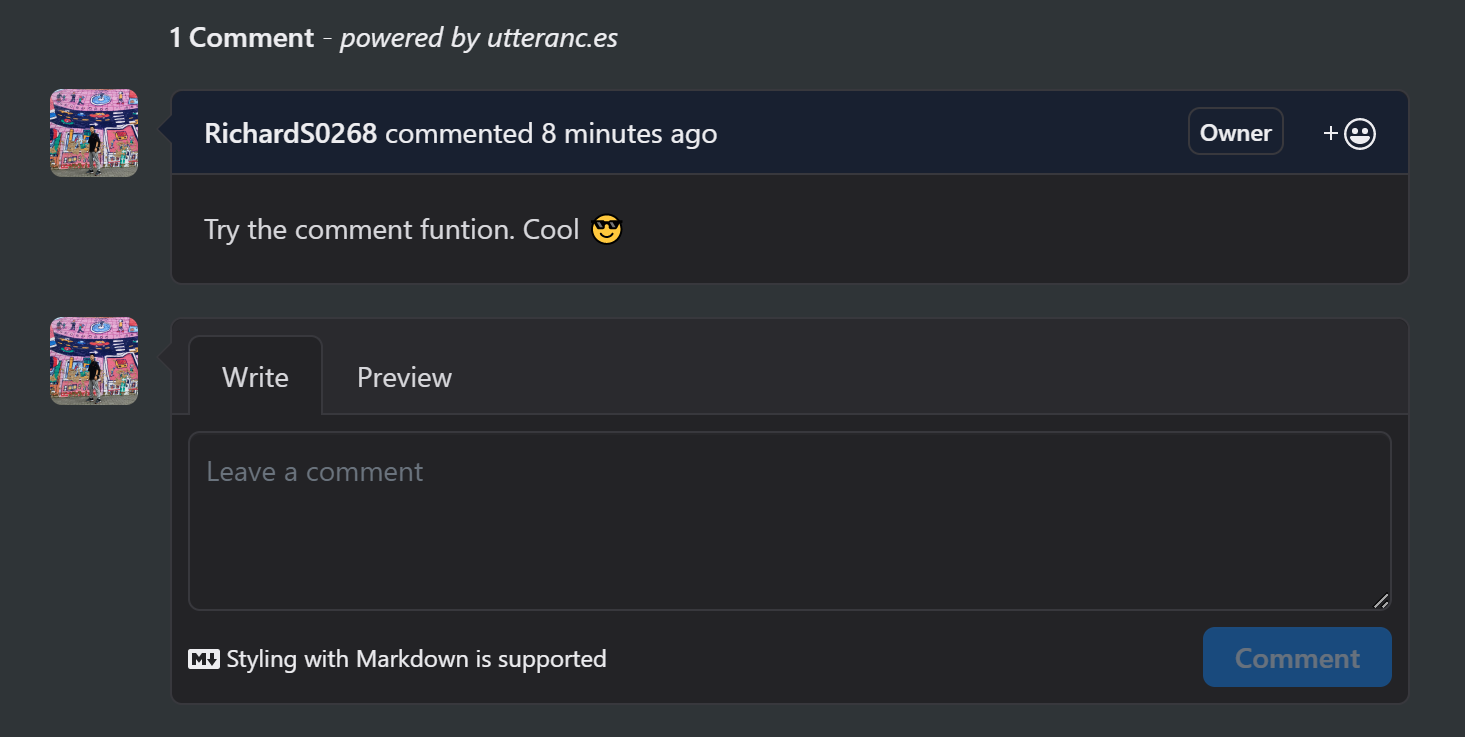 1 Comment - powered by utteranc.es
RichardS0268 commented 8 minutes ago
Owner
+😀
Try the comment funtion. Cool 😎
Write
Preview
Leave a comment
M↓ Styling with Markdown is supported
Comment